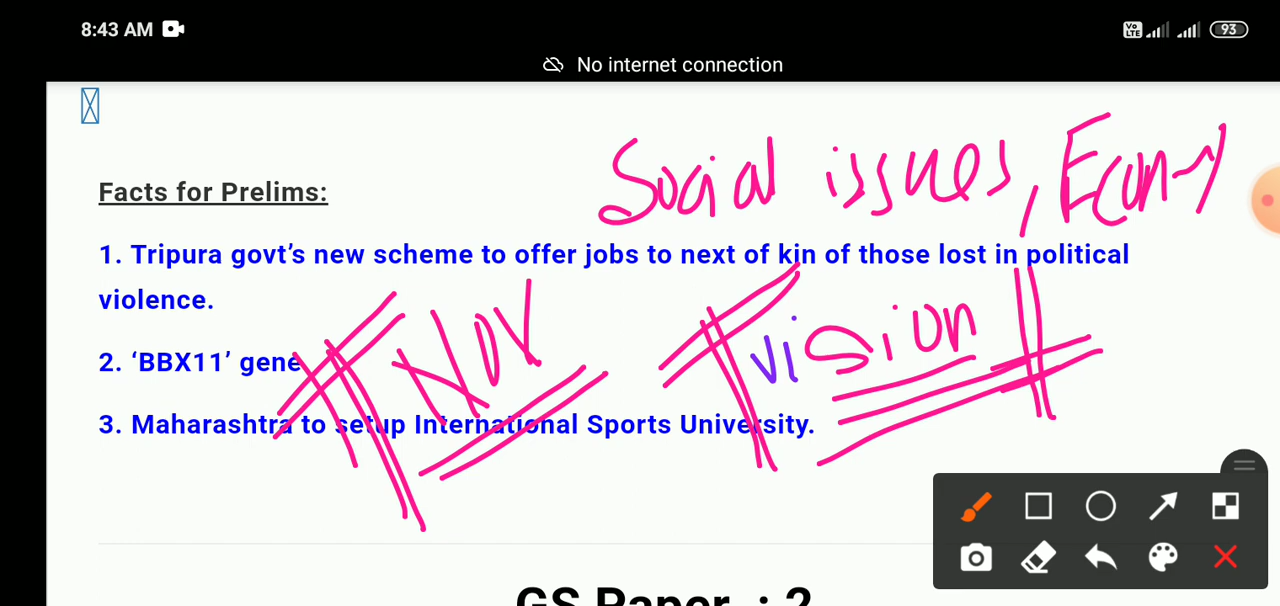 8:43 AM
Vo LTE 93
No internet connection
Social issues,
Facts for Prelims:
1. Tripura govt’s new scheme to offer jobs to next of kin of those lost in political
violence.
vision
2. ‘BBX11’ gene
3. Maharashtra to setup International Sports University.
GS Paper : 2